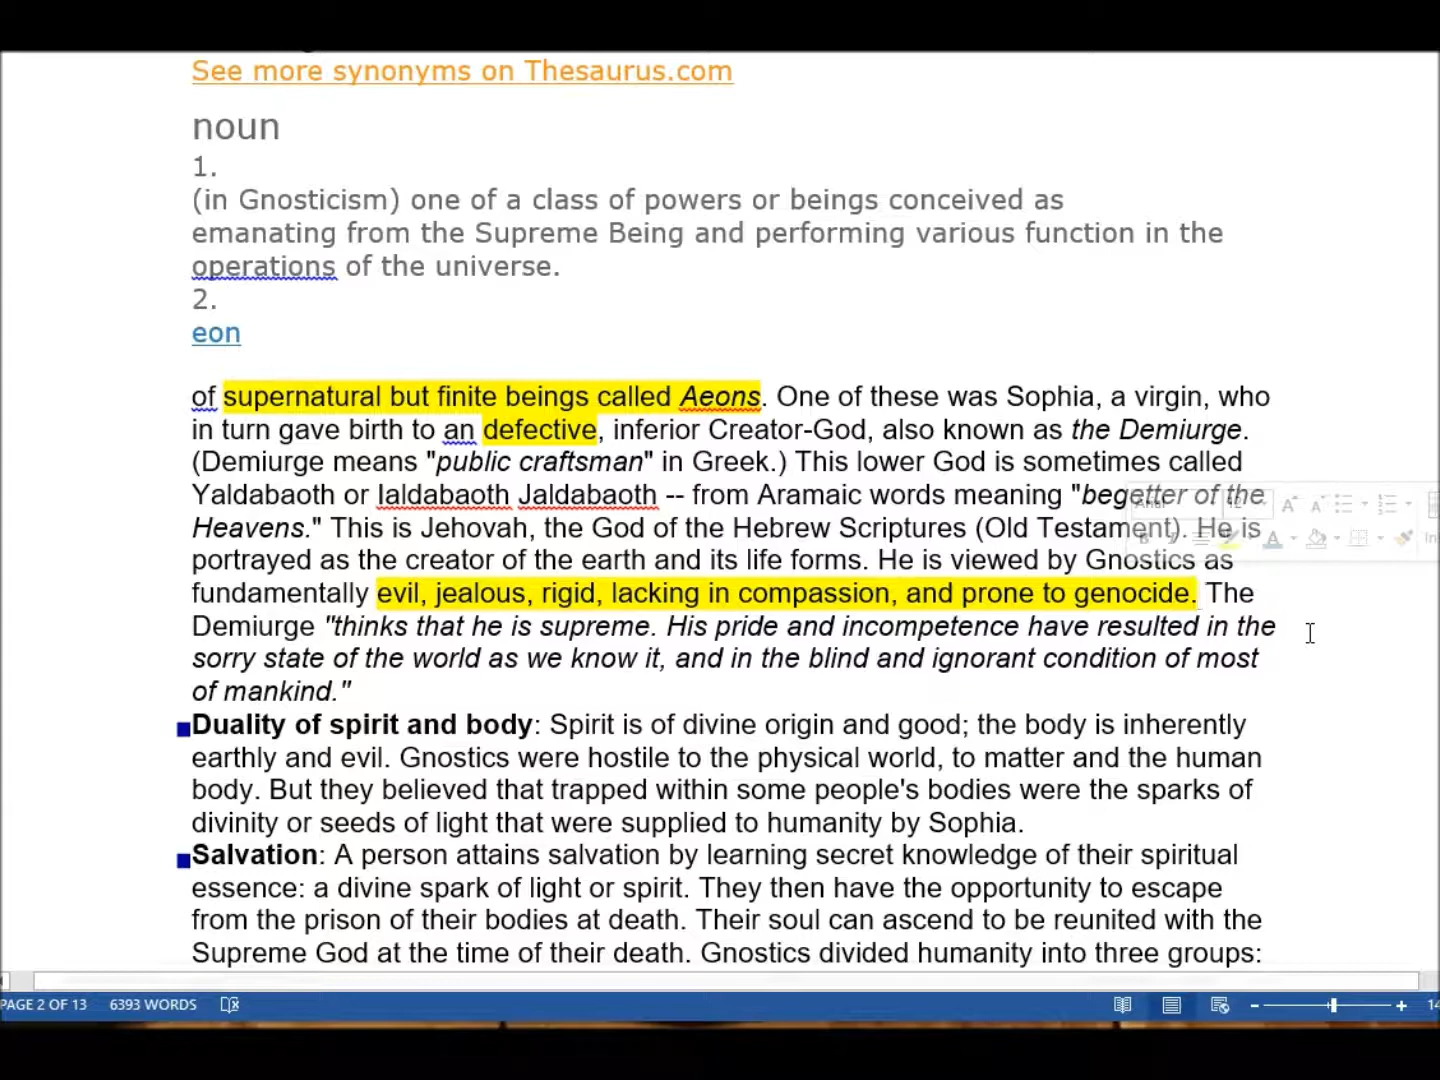 See more synonyms on Thesaurus.com
noun
1.
(in Gnosticism) one of a class of powers or beings conceived as
emanating from the Supreme Being and performing various function in the
operations of the universe.
2.
eon
of supernatural but finite beings called Aeons. One of these was Sophia, a virgin, who
in turn gave birth to an defective, inferior Creator-God, also known as the Demiurge.
(Demiurge means "public craftsman" in Greek.) This lower God is sometimes called
Yaldabaoth or Ialdabaoth Jaldabaoth -- from Aramaic words meaning "begetter of the
Heavens." This is Jehovah, the God of the Hebrew Scriptures (Old Testament). He is
portrayed as the creator of the earth and its life forms. He is viewed by Gnostics as
fundamentally evil, jealous, rigid, lacking in compassion, and prone to genocide. The
Demiurge "thinks that he is supreme. His pride and incompetence have resulted in the
sorry state of the world as we know it, and in the blind and ignorant condition of most
of mankind."
Duality of spirit and body: Spirit is of divine origin and good; the body is inherently
earthly and evil. Gnostics were hostile to the physical world, to matter and the human
body. But they believed that trapped within some people's bodies were the sparks of
divinity or seeds of light that were supplied to humanity by Sophia.
Salvation: A person attains salvation by learning secret knowledge of their spiritual
essence: a divine spark of light or spirit. They then have the opportunity to escape
from the prison of their bodies at death. Their soul can ascend to be reunited with the
Supreme God at the time of their death. Gnostics divided humanity into three groups:
PAGE 2 OF 13 6393 WORDS